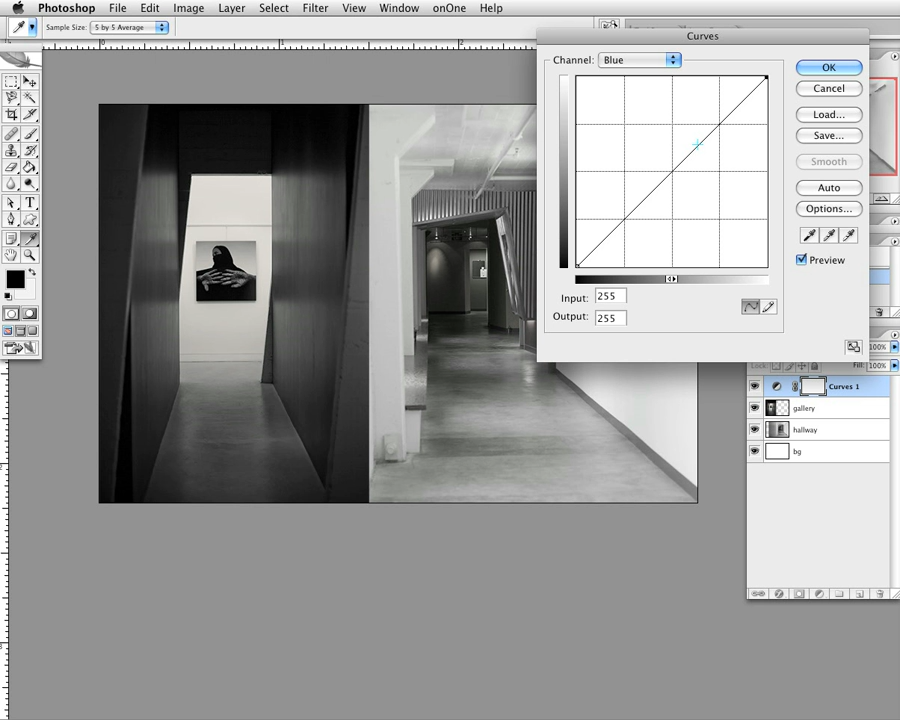 Photoshop File Edit Image Layer Select Filter View Window onOne Help
Sample Size: 5 by 5 Average
Curves
Channel: Blue
OK
Cancel
Load...
Save...
Smooth
Auto
Options...
Preview
Input: 255
Output: 255
100%
Lock: Fill: 100%
Curves 1
gallery
hallway
bg